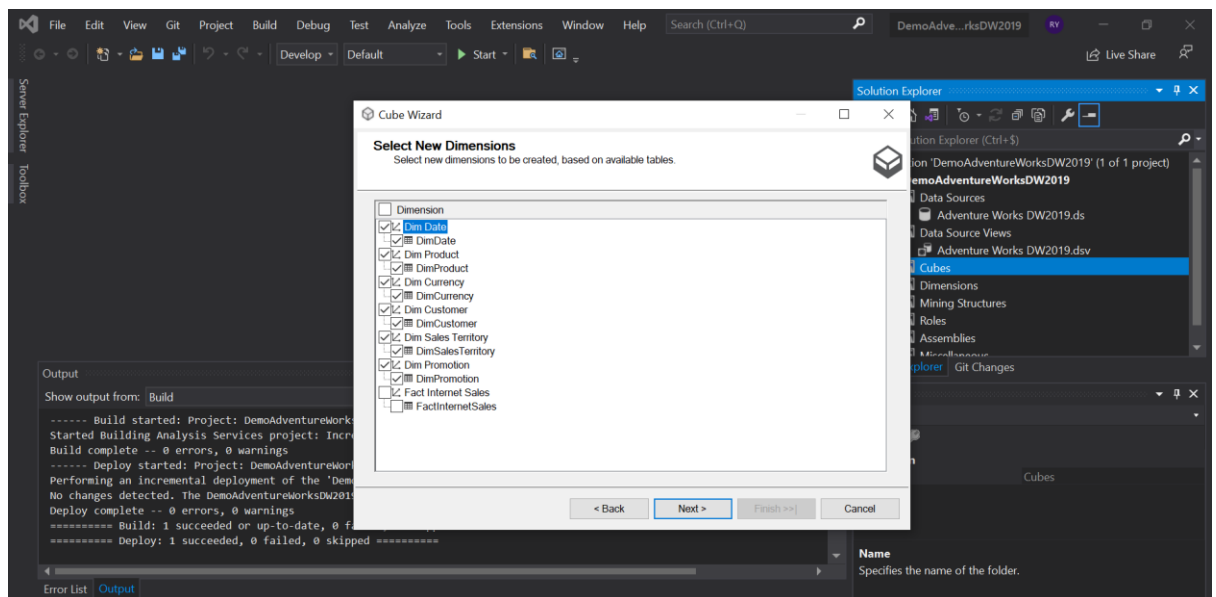 File Edit View Git Project Build Debug Test Analyze Tools Extensions Window Help Search (Ctrl+Q) DemoAdve...rksDW2019 RY
Develop Default Start Live Share
Server Explorer
Toolbox
Cube Wizard
Select New Dimensions
Select new dimensions to be created, based on available tables.
Dimension
Dim Date
DimDate
Dim Product
DimProduct
Dim Currency
DimCurrency
Dim Customer
DimCustomer
Dim Sales Territory
DimSalesTerritory
Dim Promotion
DimPromotion
Fact Internet Sales
FactInternetSales
< Back Next > Finish >>| Cancel
Solution Explorer
ution Explorer (Ctrl+$)
ion 'DemoAdventureWorksDW2019' (1 of 1 project)
emoAdventureWorksDW2019
Data Sources
Adventure Works DW2019.ds
Data Source Views
Adventure Works DW2019.dsv
Cubes
Dimensions
Mining Structures
Roles
Assemblies
Miscellaneous
xplorer Git Changes
n
Cubes
Name
Specifies the name of the folder.
Output
Show output from: Build
------ Build started: Project: DemoAdventureWorks
Started Building Analysis Services project: Incre
Build complete -- 0 errors, 0 warnings
------ Deploy started: Project: DemoAdventureWor
Performing an incremental deployment of the 'Dem
No changes detected. The DemoAdventureWorksDW201
Deploy complete -- 0 errors, 0 warnings
========== Build: 1 succeeded or up-to-date, 0 f
========== Deploy: 1 succeeded, 0 failed, 0 skipped ==========
Error List Output